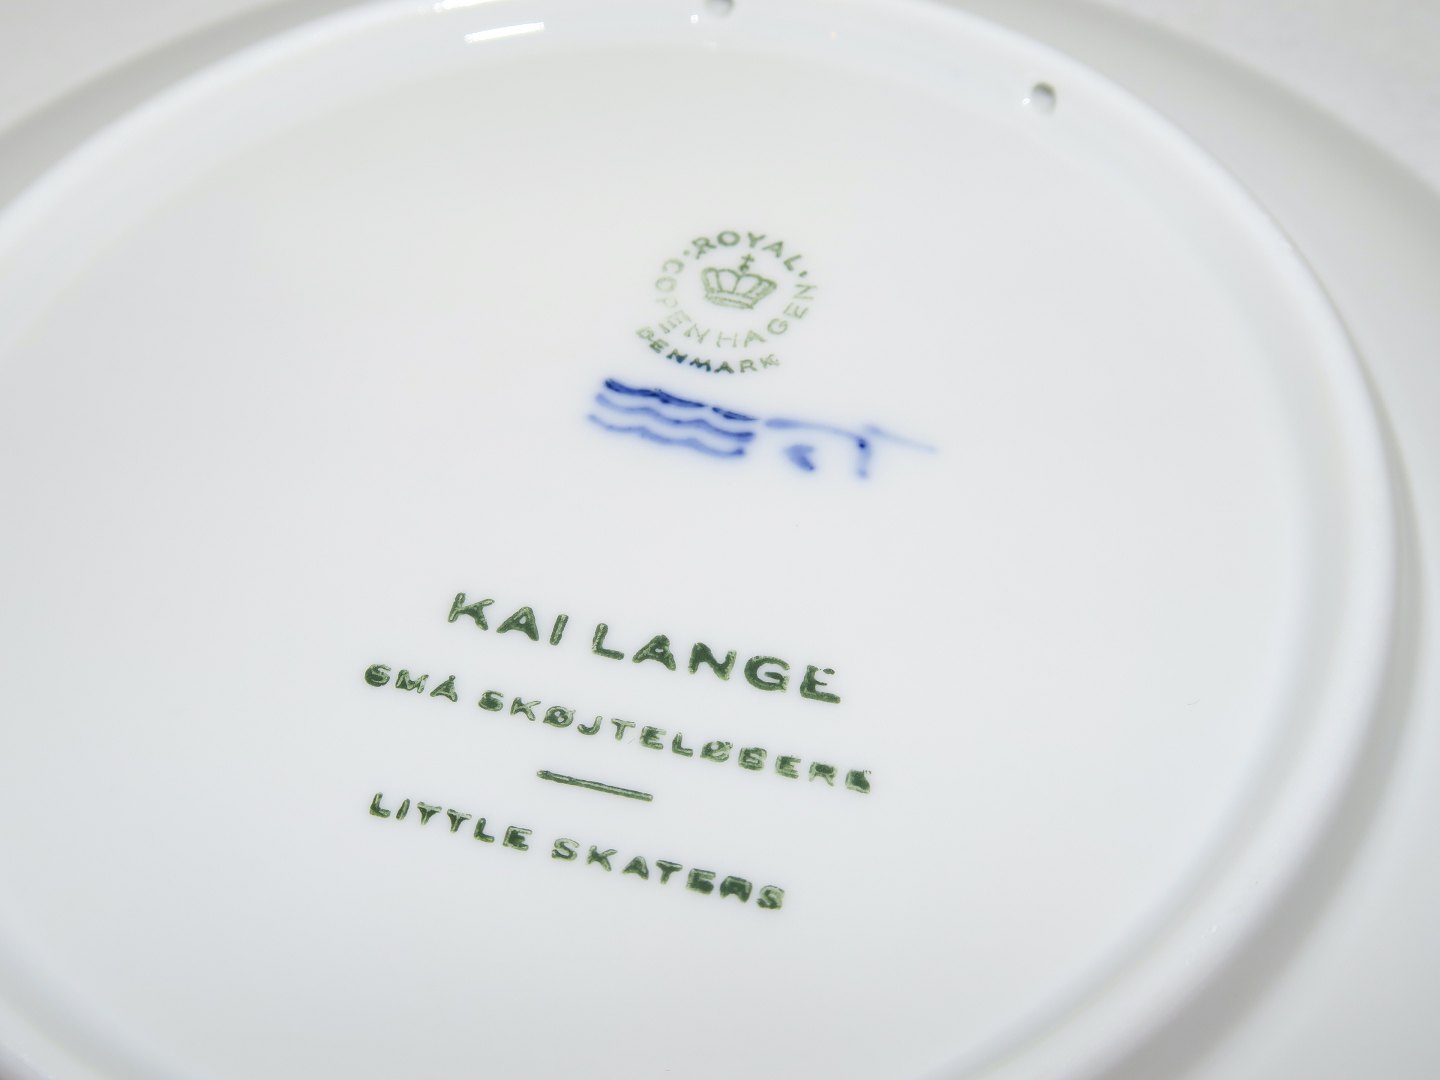 ROYAL
COPENHAGEN
DENMARK
KAI LANGE
SMÅ SKØJTELØBERE
LITTLE SKATERS